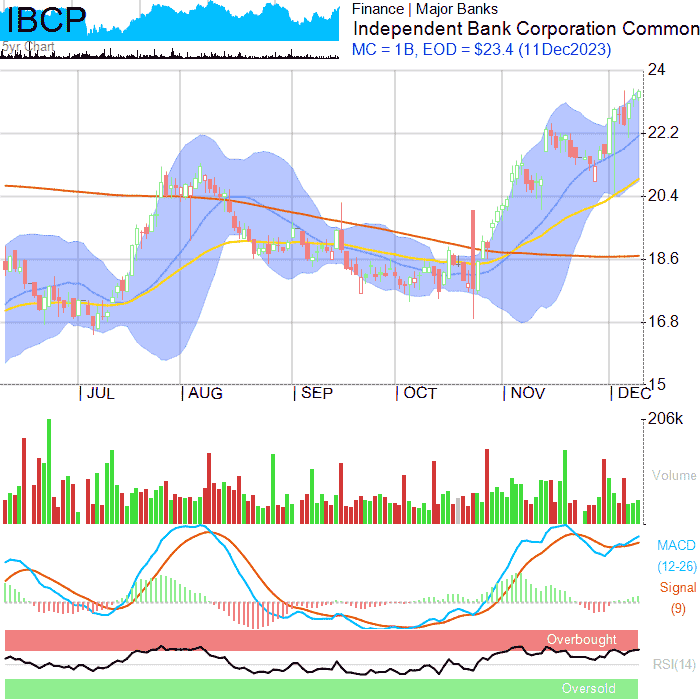 IBCP
5yr Chart
Finance | Major Banks
Independent Bank Corporation Common
MC = 1B, EOD = $23.4 (11Dec2023)
24
22.2
20.4
18.6
16.8
15
| JUL | AUG | SEP | OCT | NOV | DEC
206k
Volume
MACD
(12-26)
Signal
(9)
Overbought
RSI(14)
Oversold